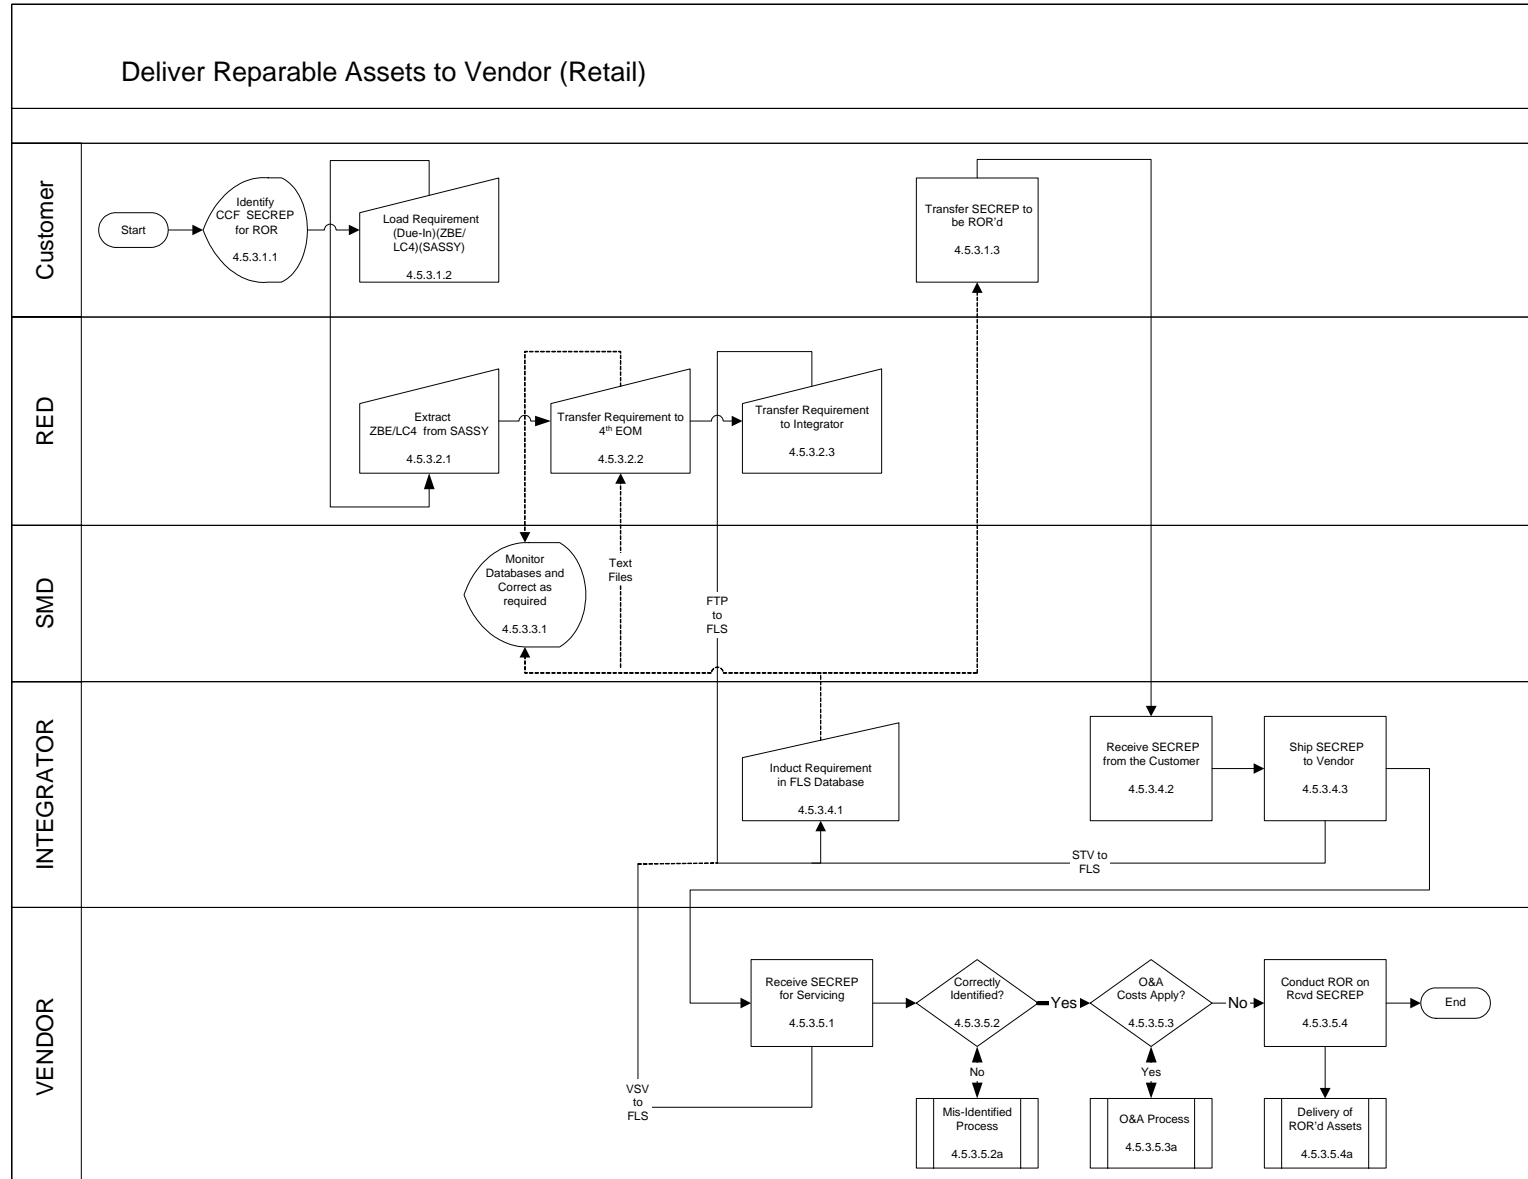 Deliver Reparable Assets to Vendor (Retail)
Customer
Start
Identify
CCF SECREP
for ROR
4.5.3.1.1
Load Requirement
(Due-In)(ZBE/
LC4)(SASSY)
4.5.3.1.2
Transfer SECREP to
be ROR'd
4.5.3.1.3
RED
Extract
ZBE/LC4 from SASSY
4.5.3.2.1
Transfer Requirement to
4th EOM
4.5.3.2.2
Transfer Requirement
to Integrator
4.5.3.2.3
SMD
Monitor
Databases and
Correct as
required
4.5.3.3.1
Text
Files
FTP
to
FLS
INTEGRATOR
Induct Requirement
in FLS Database
4.5.3.4.1
Receive SECREP
from the Customer
4.5.3.4.2
Ship SECREP
to Vendor
4.5.3.4.3
STV to
FLS
VENDOR
Receive SECREP
for Servicing
4.5.3.5.1
Correctly
Identified?
4.5.3.5.2
Yes
O&A
Costs Apply?
4.5.3.5.3
No
Conduct ROR on
Rcvd SECREP
4.5.3.5.4
End
VSV
to
FLS
No
Yes
Mis-Identified
Process
4.5.3.5.2a
O&A Process
4.5.3.5.3a
Delivery of
ROR'd Assets
4.5.3.5.4a